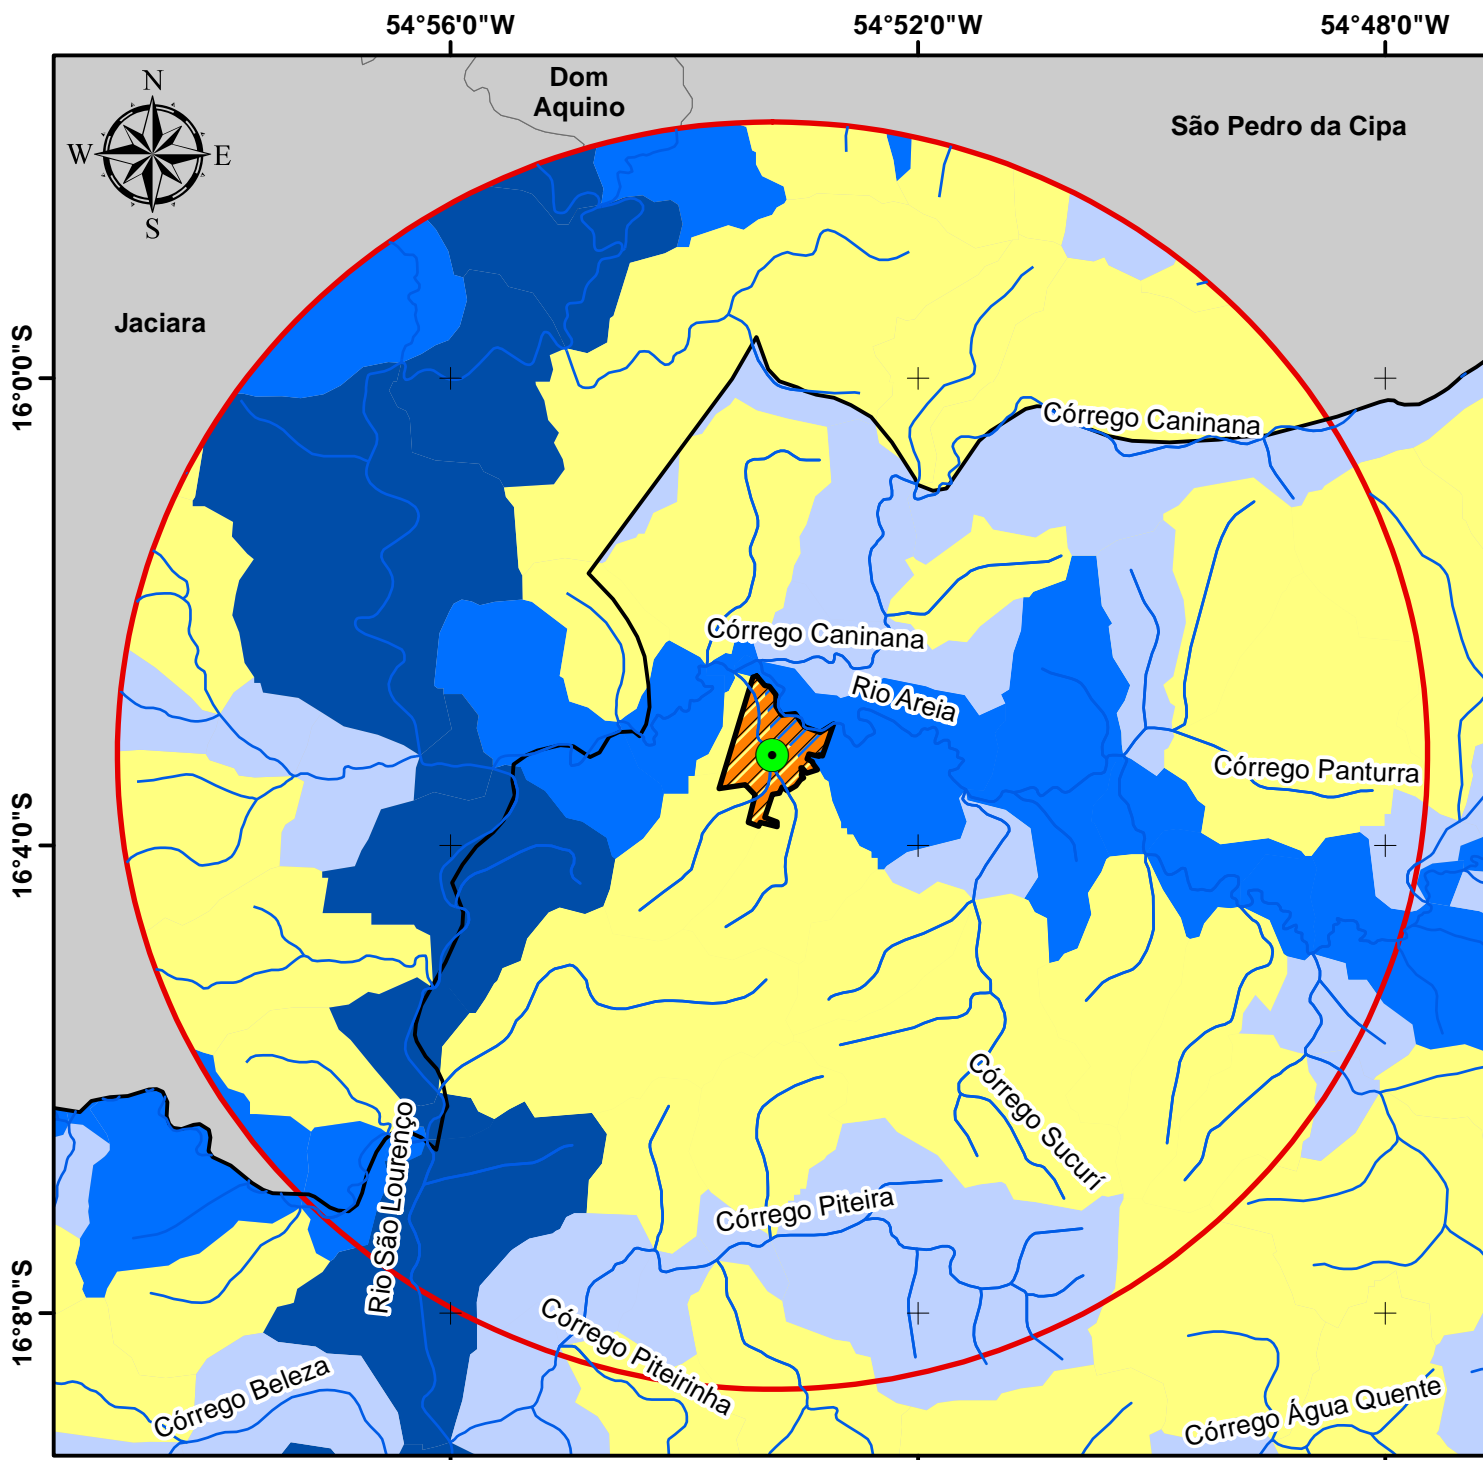 54°56'0"W
54°52'0"W
54°48'0"W
N
W
E
S
Dom
Aquino
São Pedro da Cipa
Jaciara
16°0'0"S
Córrego Caninana
Córrego Caninana
Rio Areia
Córrego Panturra
16°4'0"S
Córrego Sucurí
Rio São Lourenço
Córrego Piteira
16°8'0"S
Córrego Piteirinha
Córrego Beleza
Córrego Água Quente